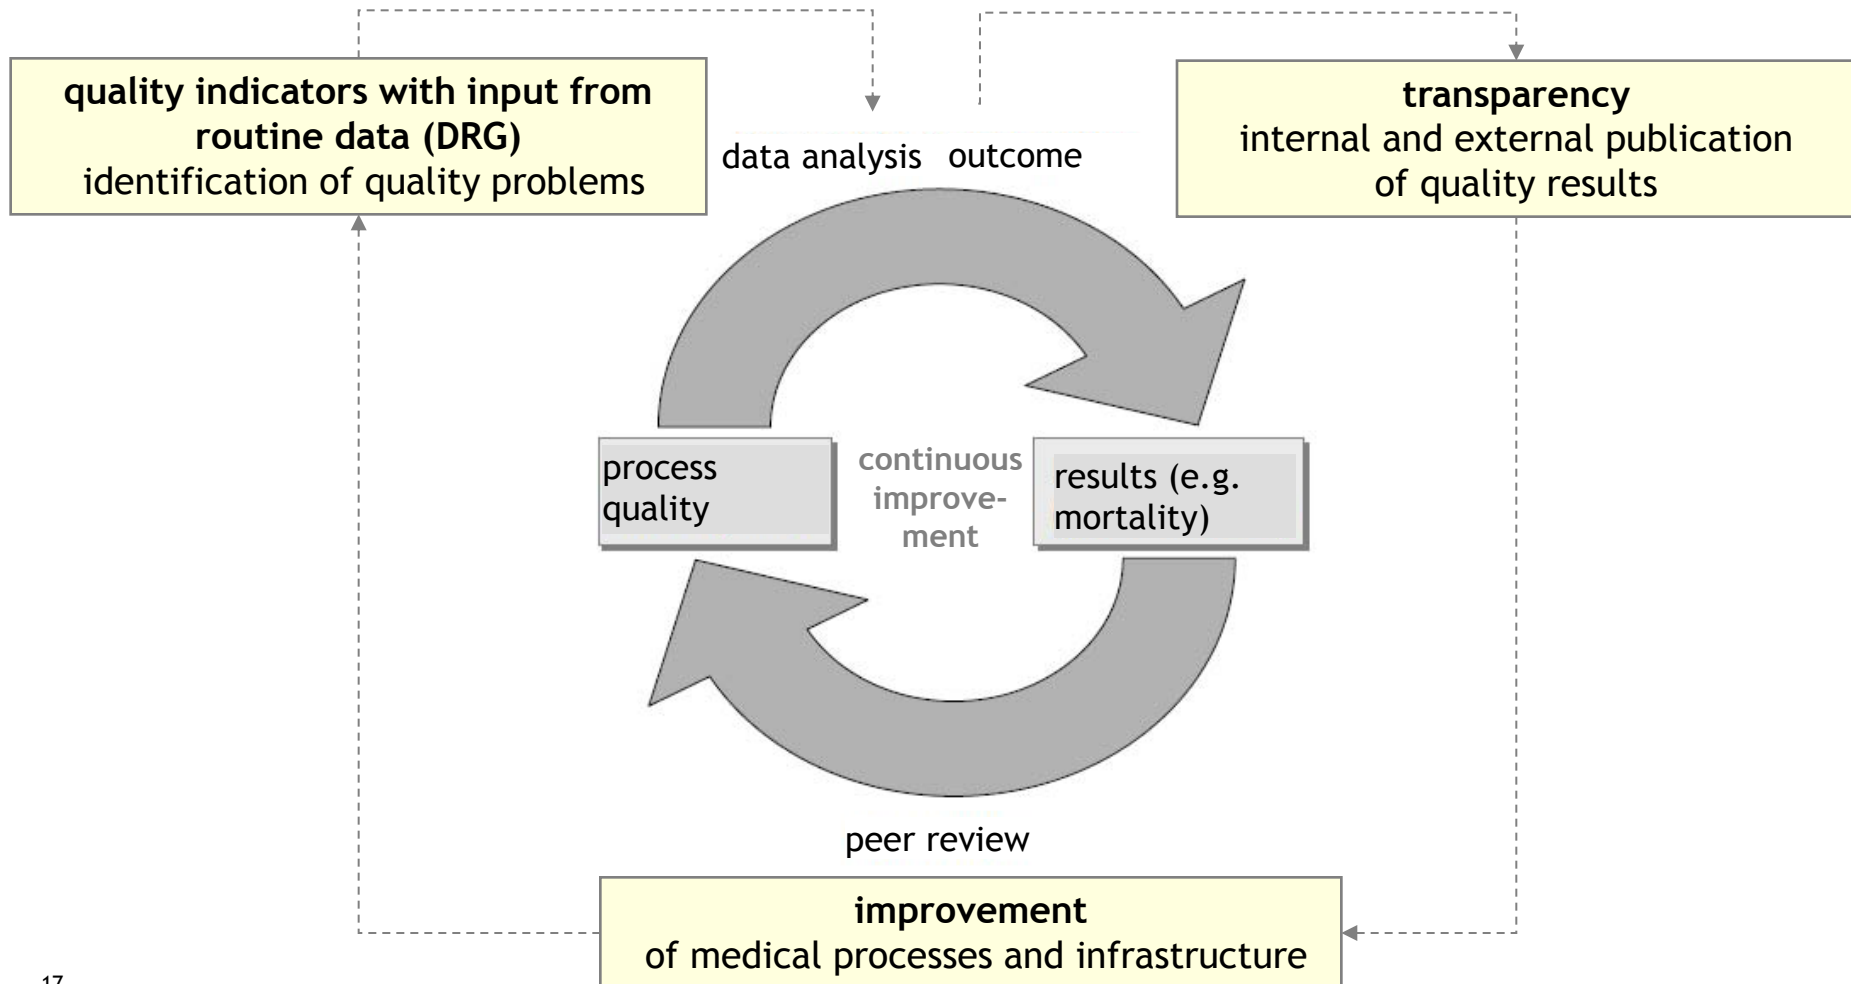 quality indicators with input from
routine data (DRG)
identification of quality problems
transparency
internal and external publication
of quality results
data analysis outcome
process
quality
continuous
improve-
ment
results (e.g.
mortality)
peer review
improvement
of medical processes and infrastructure
17